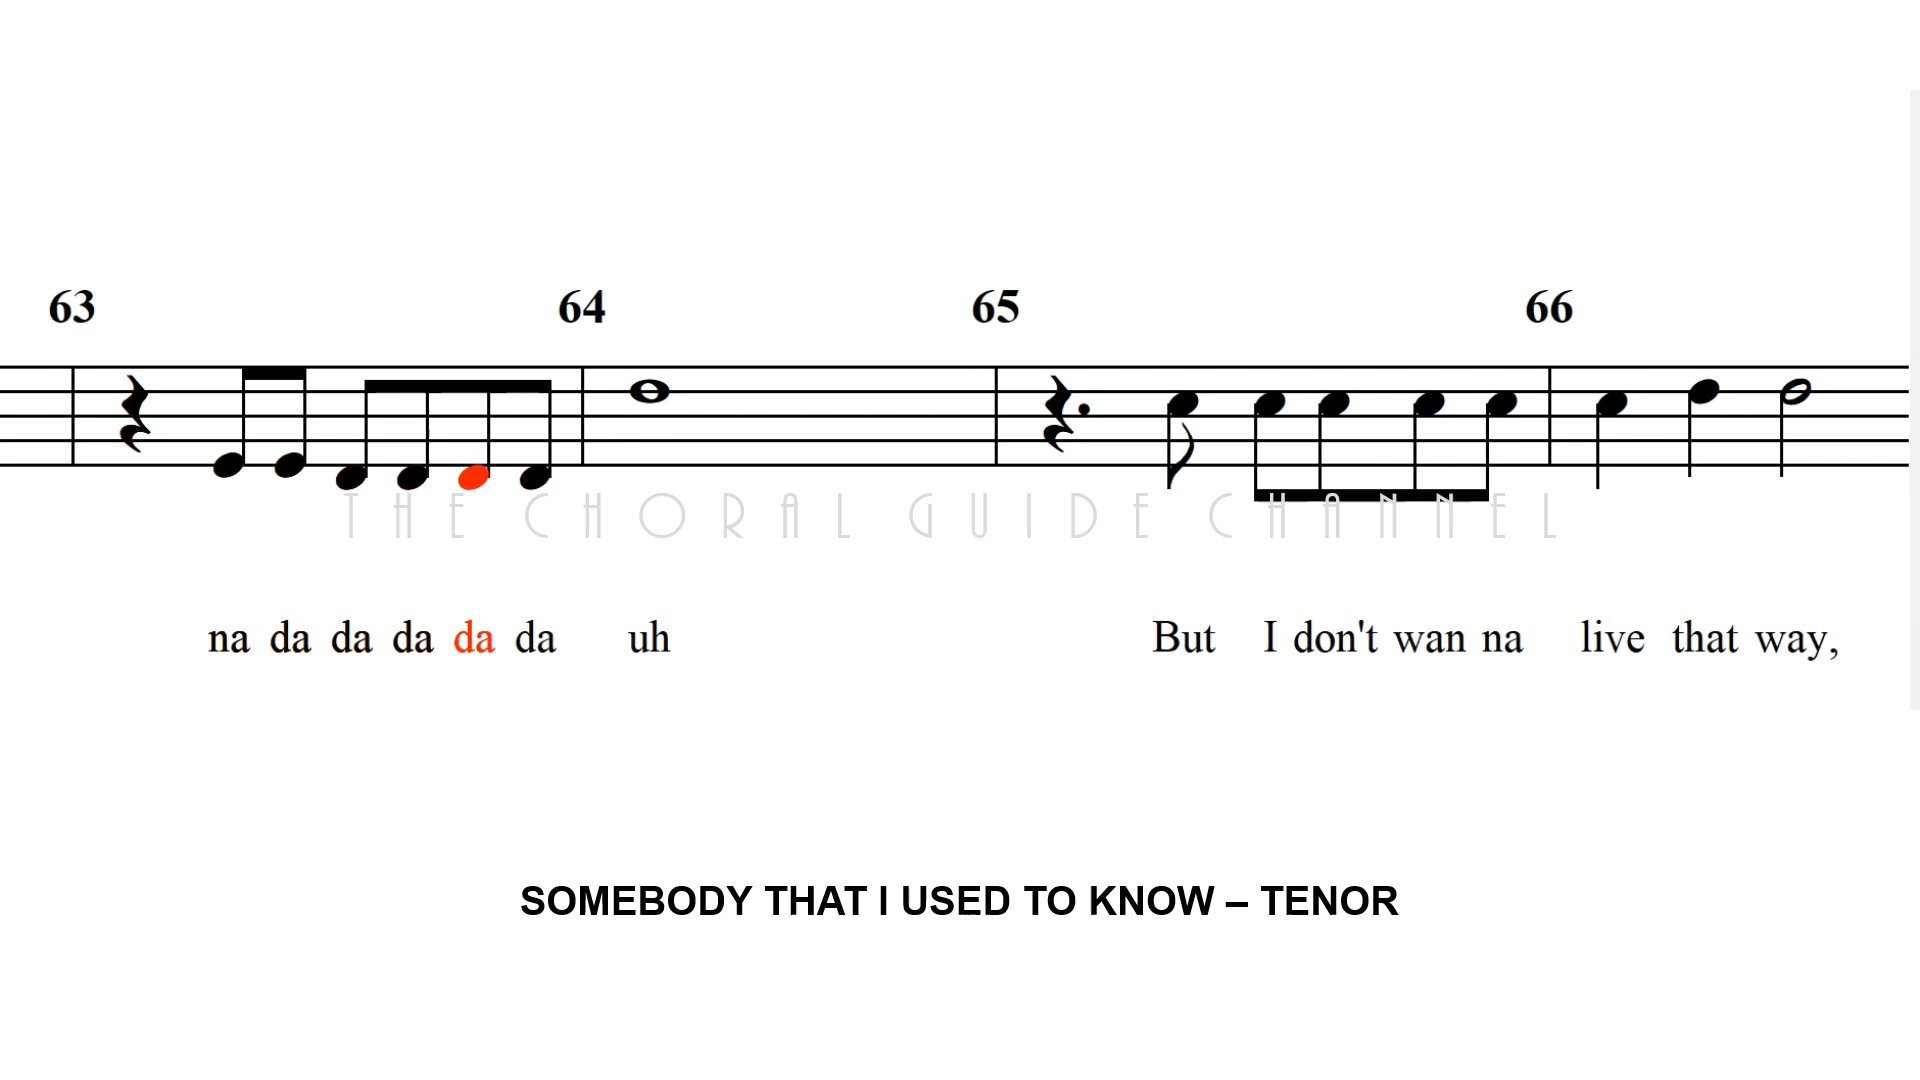 63 64 65 66
THE CHORAL GUIDE CHANNEL
na da da da da da uh But I don't wan na live that way,
SOMEBODY THAT I USED TO KNOW – TENOR